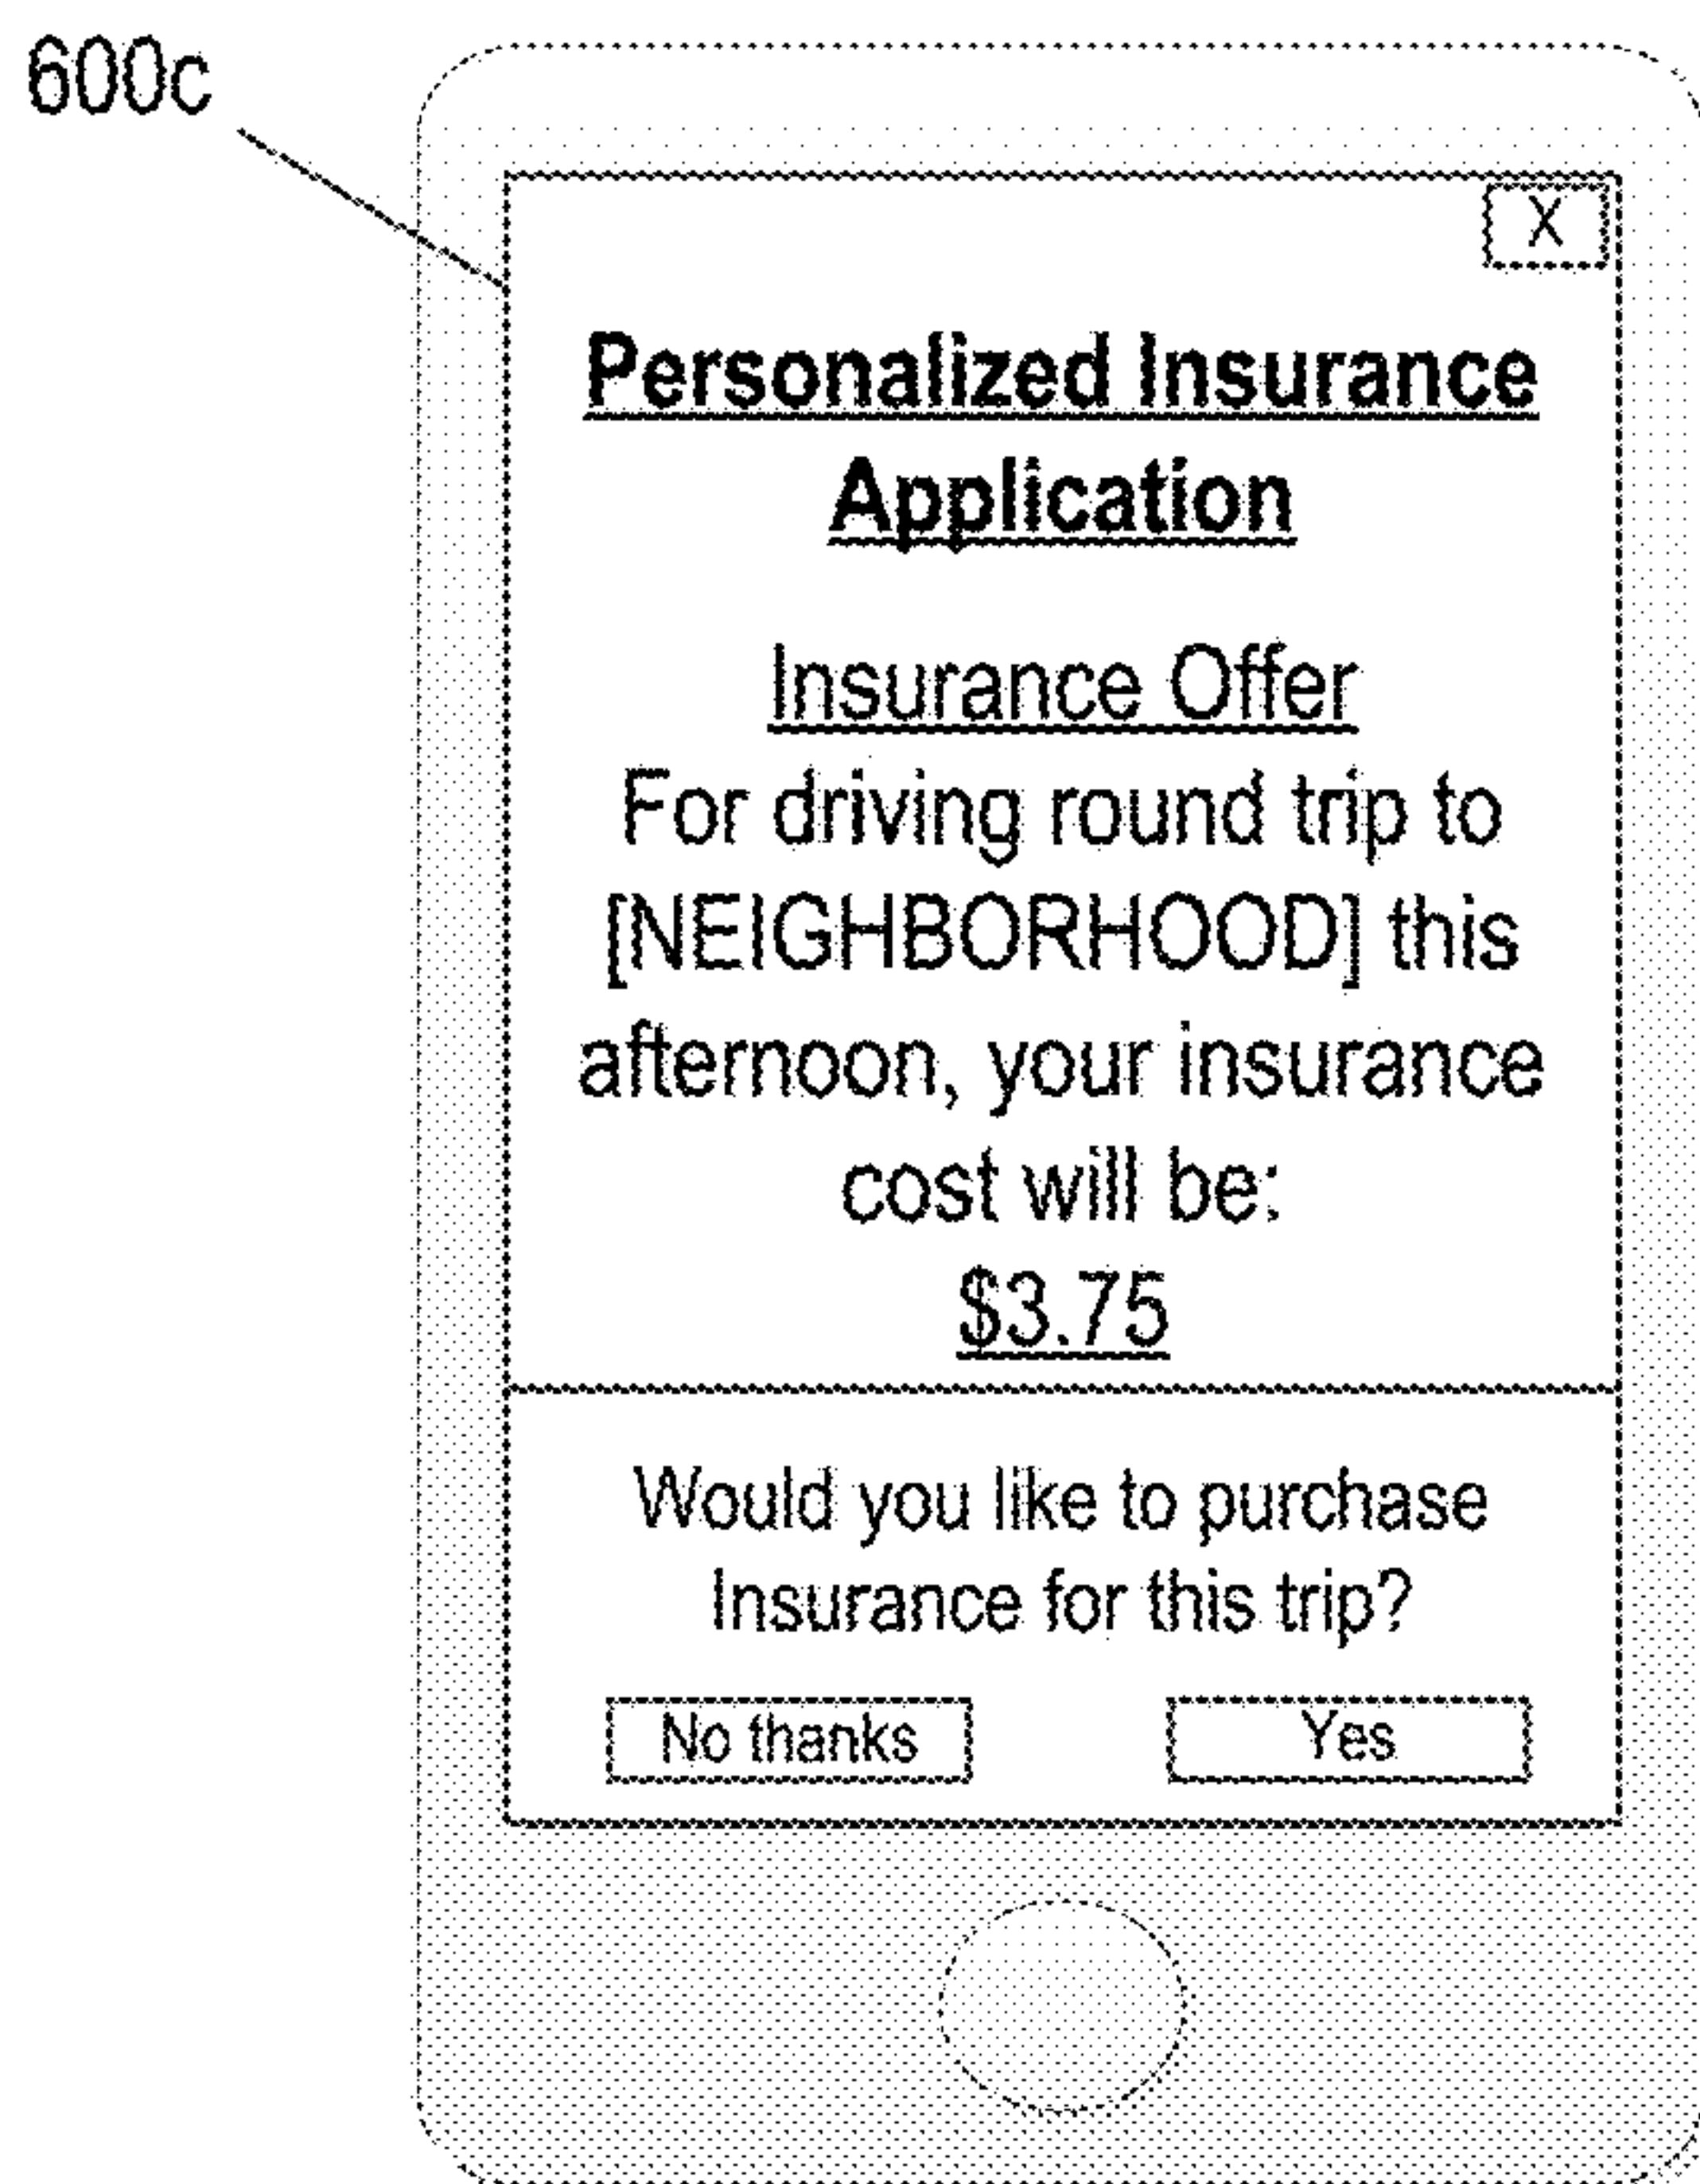 600c
X
Personalized Insurance
Application
Insurance Offer
For driving round trip to
[NEIGHBORHOOD] this
afternoon, your insurance
cost will be:
$3.75
Would you like to purchase
Insurance for this trip?
No thanks
Yes